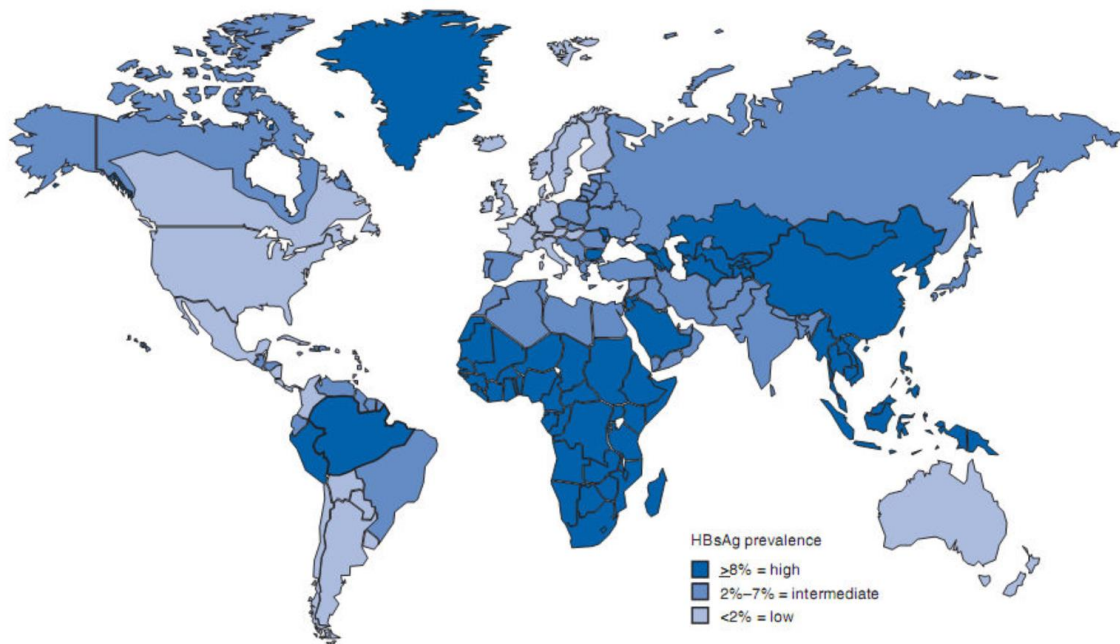 HBsAg prevalence
≥8% = high
2%–7% = intermediate
<2% = low